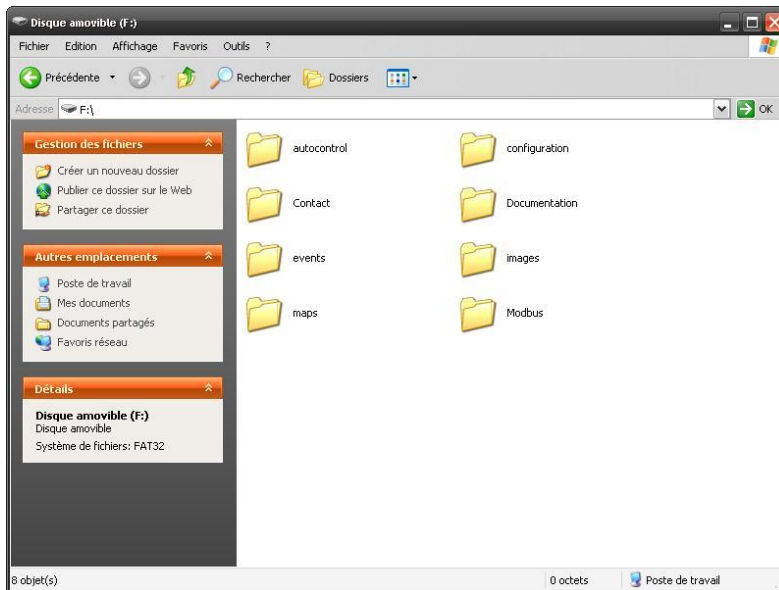 Disque amovible (F:)
Fichier Edition Affichage Favoris Outils ?
Précédente Rechercher Dossiers
Adresse F:\ OK
Gestion des fichiers
Créer un nouveau dossier
Publier ce dossier sur le Web
Partager ce dossier
Autres emplacements
Poste de travail
Mes documents
Documents partagés
Favoris réseau
Détails
Disque amovible (F:)
Disque amovible
Système de fichiers: FAT32
autocontrol configuration
Contact Documentation
events images
maps Modbus
8 objet(s) 0 octets Poste de travail